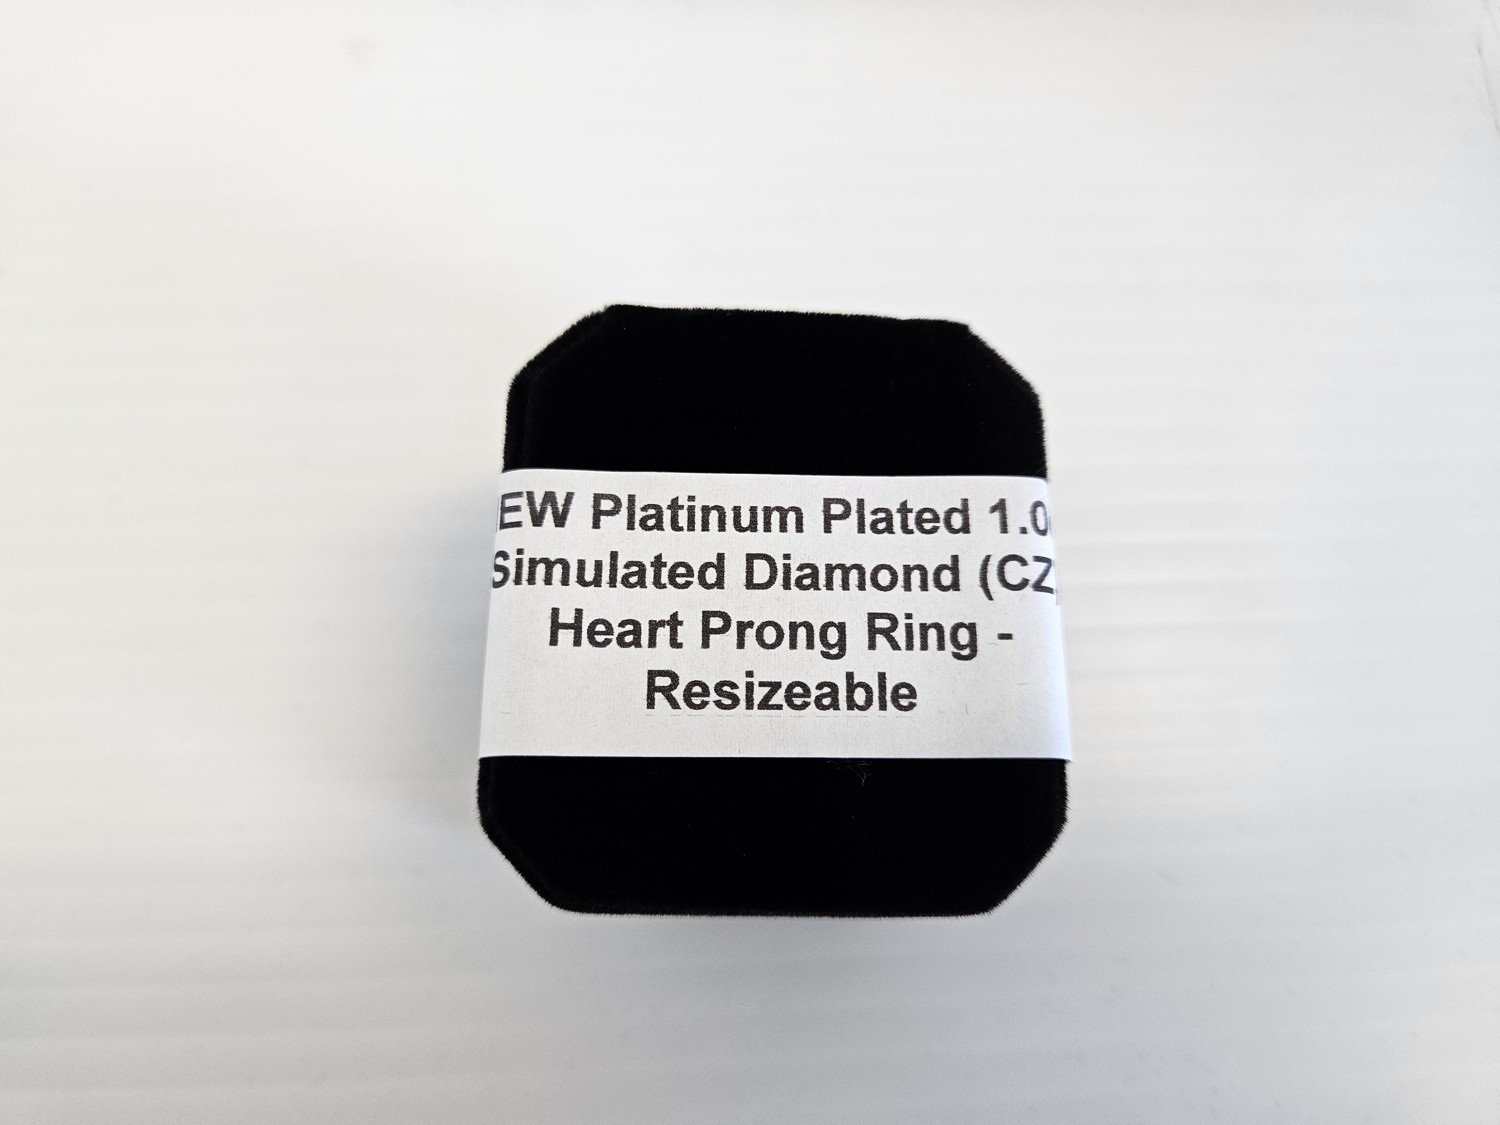 EW Platinum Plated 1.0
Simulated Diamond (CZ)
Heart Prong Ring -
Resizeable